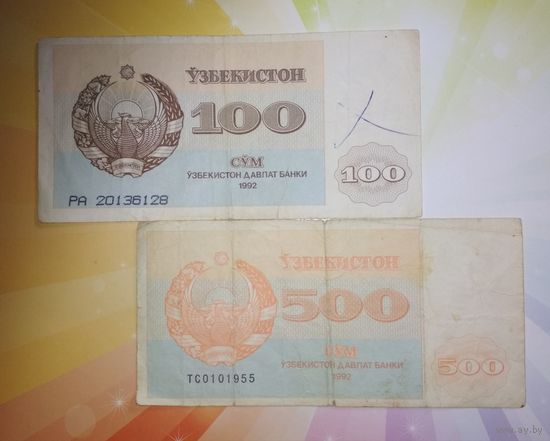 ЎЗБЕКИСТОН
100
СЎМ
ЎЗБЕКИСТОН ДАВЛАТ БАНКИ
1992
100
РА 20136128
ЎЗБЕКИСТОН
500
СЎМ
ЎЗБЕКИСТОН ДАВЛАТ БАНКИ
1992
500
ТС0101955